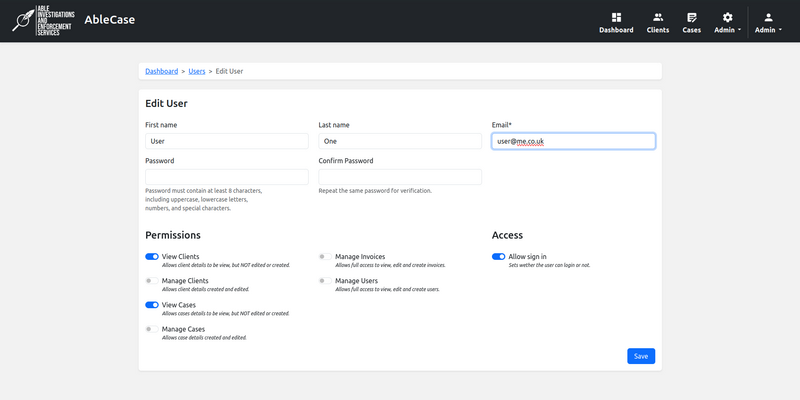 ABLE
INVESTIGATIONS
AND
ENFORCEMENT
SERVICES
AbleCase
Dashboard
Clients
Cases
Admin
Admin
Dashboard > Users > Edit User
Edit User
First name
Last name
Email*
User
One
user@me.co.uk
Password
Confirm Password
Password must contain at least 8 characters,
including uppercase, lowercase letters,
numbers, and special characters.
Repeat the same password for verification.
Permissions
View Clients
Allows client details to be view, but NOT edited or created.
Manage Clients
Allows client details created and edited.
View Cases
Allows cases details to be view, but NOT edited or created.
Manage Cases
Allows case details created and edited.
Manage Invoices
Allows full access to view, edit and create invoices.
Manage Users
Allows full access to view, edit and create users.
Access
Allow sign in
Sets wether the user can login or not.
Save